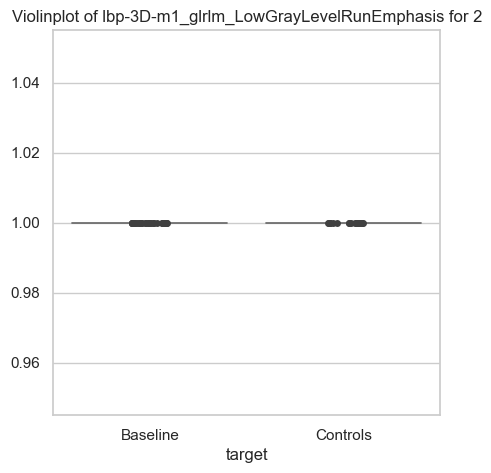 Violinplot of lbp-3D-m1_glrlm_LowGrayLevelRunEmphasis for 2
1.04
1.02
1.00
0.98
0.96
Baseline Controls
target